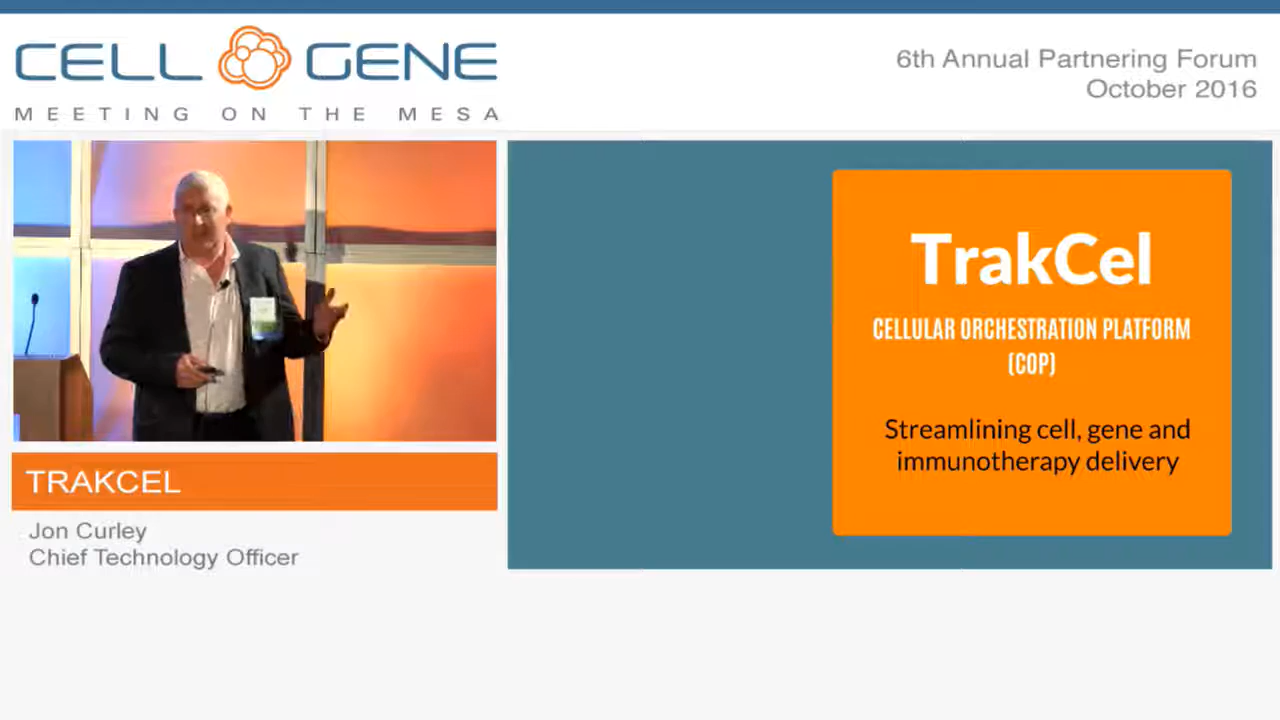 CELL GENE
MEETING ON THE MESA
6th Annual Partnering Forum
October 2016
TRAKCEL
Jon Curley
Chief Technology Officer
TrakCel
CELLULAR ORCHESTRATION PLATFORM
(COP)
Streamlining cell, gene and
immunotherapy delivery